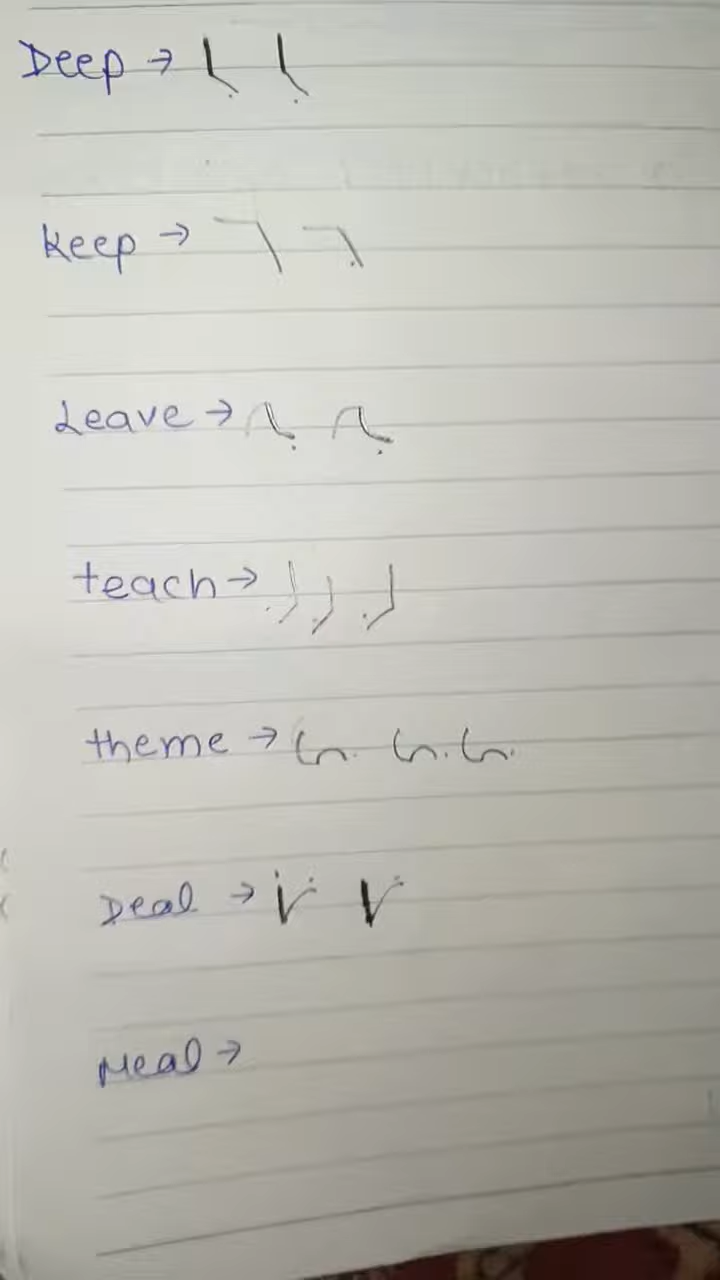 Deep →
Keep →
Leave →
teach →
theme →
Deal →
Meal →